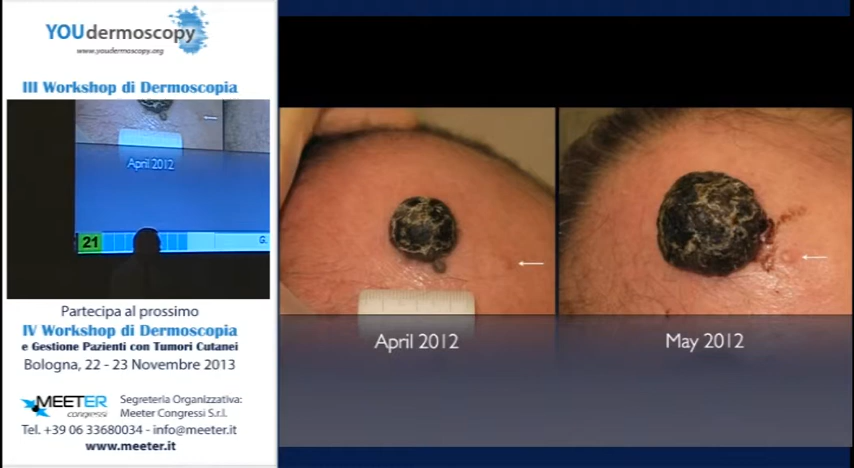 YOUdermoscopy
www.youdermoscopy.org
III Workshop di Dermoscopia
April 2012
21
G.
Partecipa al prossimo
IV Workshop di Dermoscopia
e Gestione Pazienti con Tumori Cutanei
Bologna, 22 - 23 Novembre 2013
MEETER
congressi
Segreteria Organizzativa:
Meeter Congressi S.r.l.
Tel. +39 06 33680034 - info@meeter.it
www.meeter.it
April 2012
May 2012